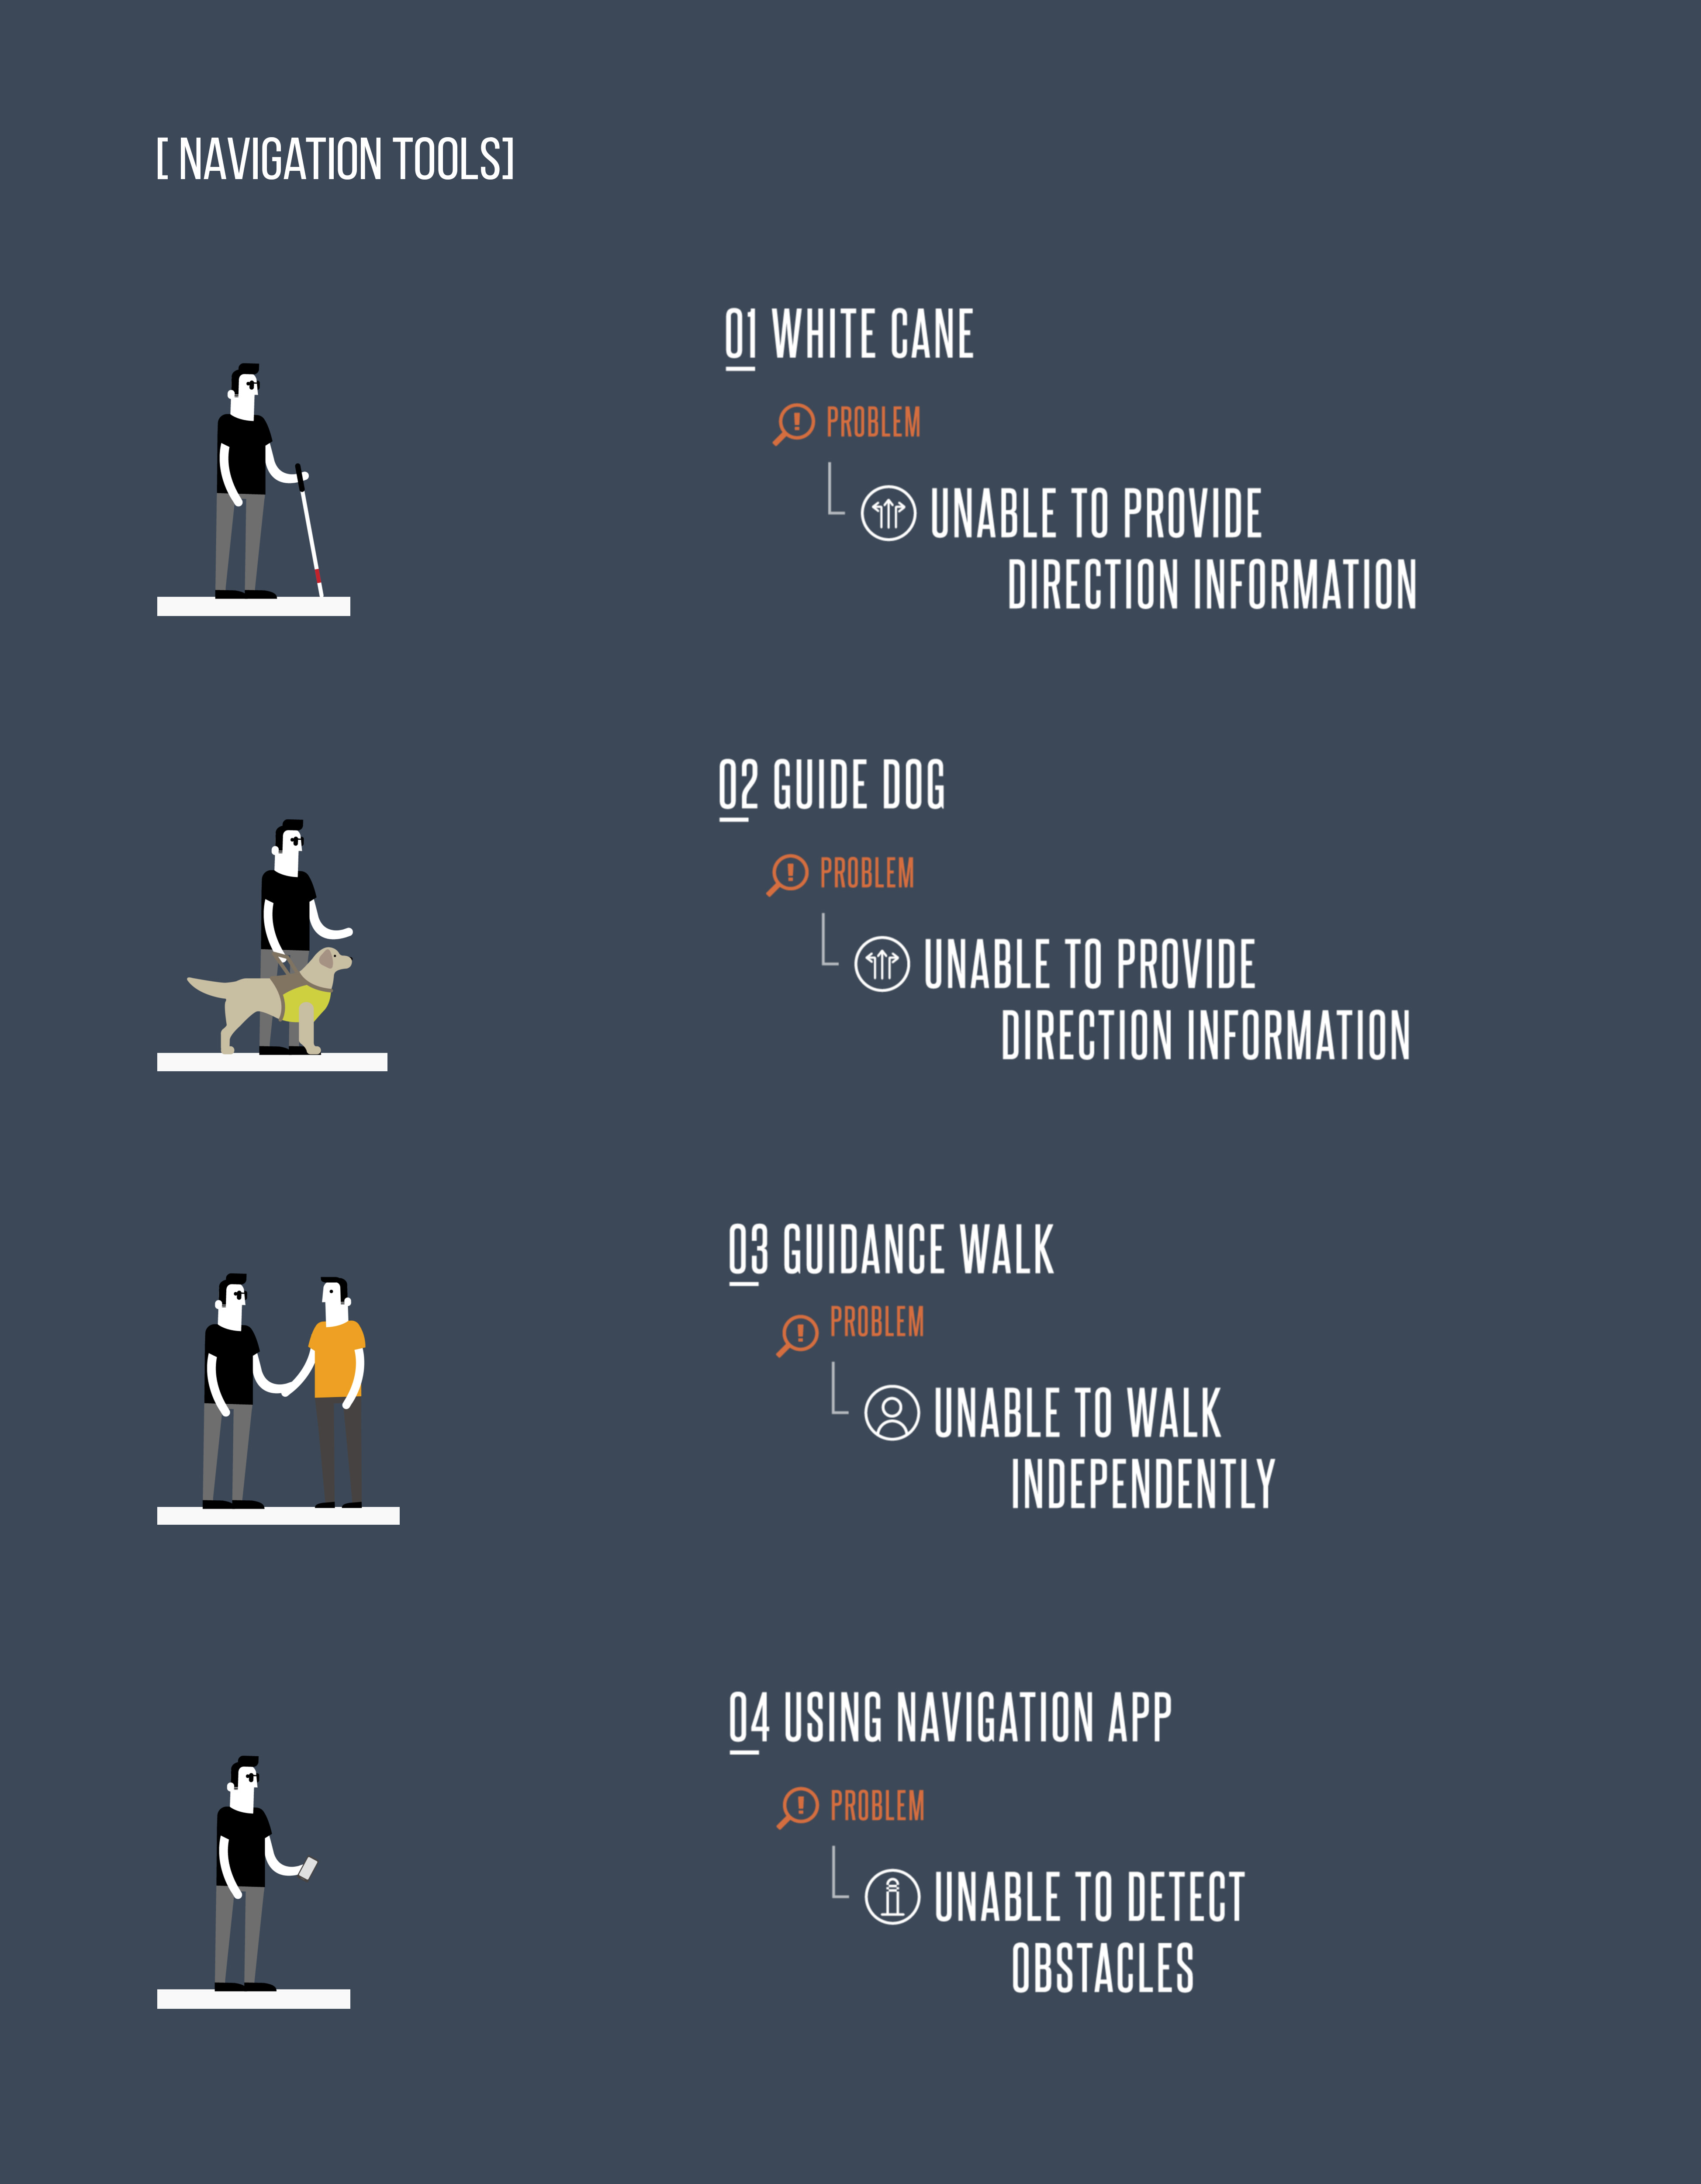 [ NAVIGATION TOOLS]
01 WHITE CANE
PROBLEM
UNABLE TO PROVIDE
DIRECTION INFORMATION
02 GUIDE DOG
PROBLEM
UNABLE TO PROVIDE
DIRECTION INFORMATION
03 GUIDANCE WALK
PROBLEM
UNABLE TO WALK
INDEPENDENTLY
04 USING NAVIGATION APP
PROBLEM
UNABLE TO DETECT
OBSTACLES